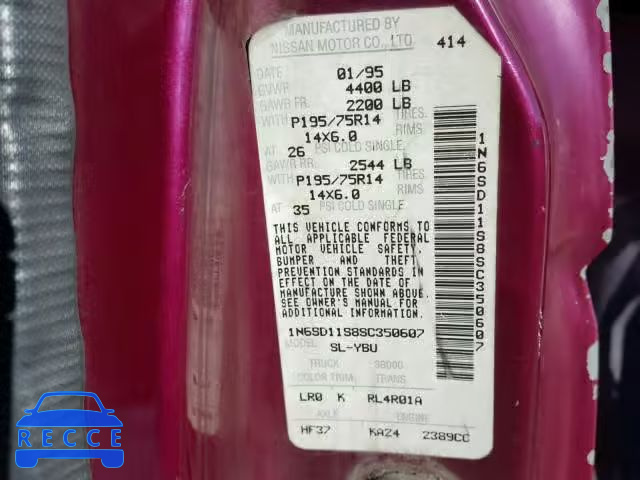 MANUFACTURED BY
NISSAN MOTOR CO., LTD 414
DATE 01/95
GVWR 4400 LB
GAWR FR. 2200 LB
WITH P195/75R14 TIRES.
14X6.0 RIMS
AT 26 PSI COLD SINGLE
GAWR RR. 2544 LB
WITH P195/75R14 TIRES
14X6.0 RIMS
AT 35 PSI COLD SINGLE
THIS VEHICLE CONFORMS TO
ALL APPLICABLE FEDERAL
MOTOR VEHICLE SAFETY,
BUMPER AND THEFT
PREVENTION STANDARDS IN
EFFECT ON THE DATE OF
MANUFACTURE SHOWN ABOVE.
SEE OWNER'S MANUAL FOR
ADDITIONAL INFORMATION.
1N6SD11S8SC350607
MODEL SL-YBU
TRUCK 38000
COLOR TRIM TRANS
LR0 K RL4R01A
AXLE ENGINE
HF37 KA24 2389CC
1N6SD11S8SC350607
RECCE